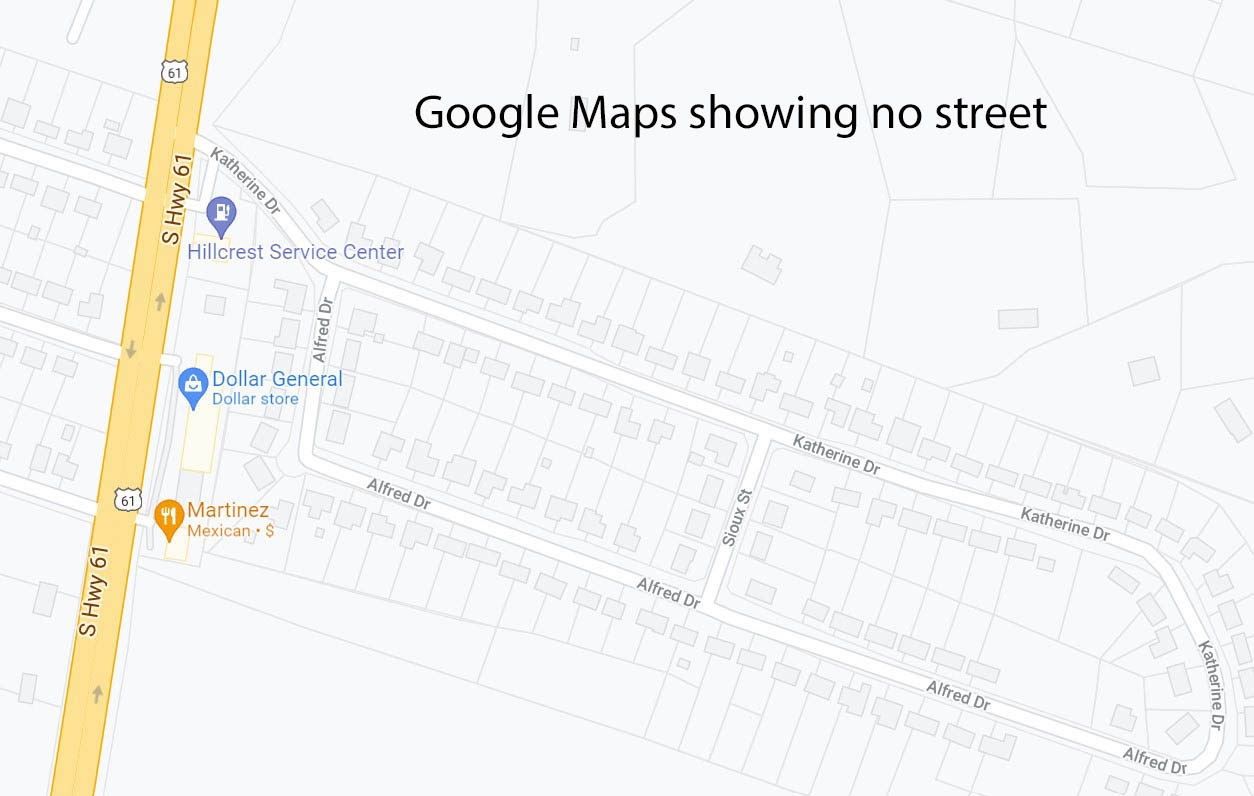 Google Maps showing no street
61
Katherine Dr
S Hwy 61
Hillcrest Service Center
Alfred Dr
Dollar General
Dollar store
Katherine Dr
Alfred Dr
61
Martinez
Mexican • $
Sioux St
Katherine Dr
S Hwy 61
Alfred Dr
Katherine Dr
Alfred Dr
Alfred Dr